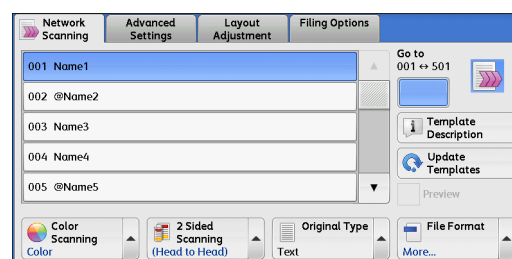 Network
Scanning
Advanced
Settings
Layout
Adjustment
Filing Options
001 Name1
002 @Name2
003 Name3
004 Name4
005 @Name5
Go to
001 ↔ 501
Template
Description
Update
Templates
Preview
Color
Scanning
Color
2 Sided
Scanning
(Head to Head)
Original Type
Text
File Format
More...